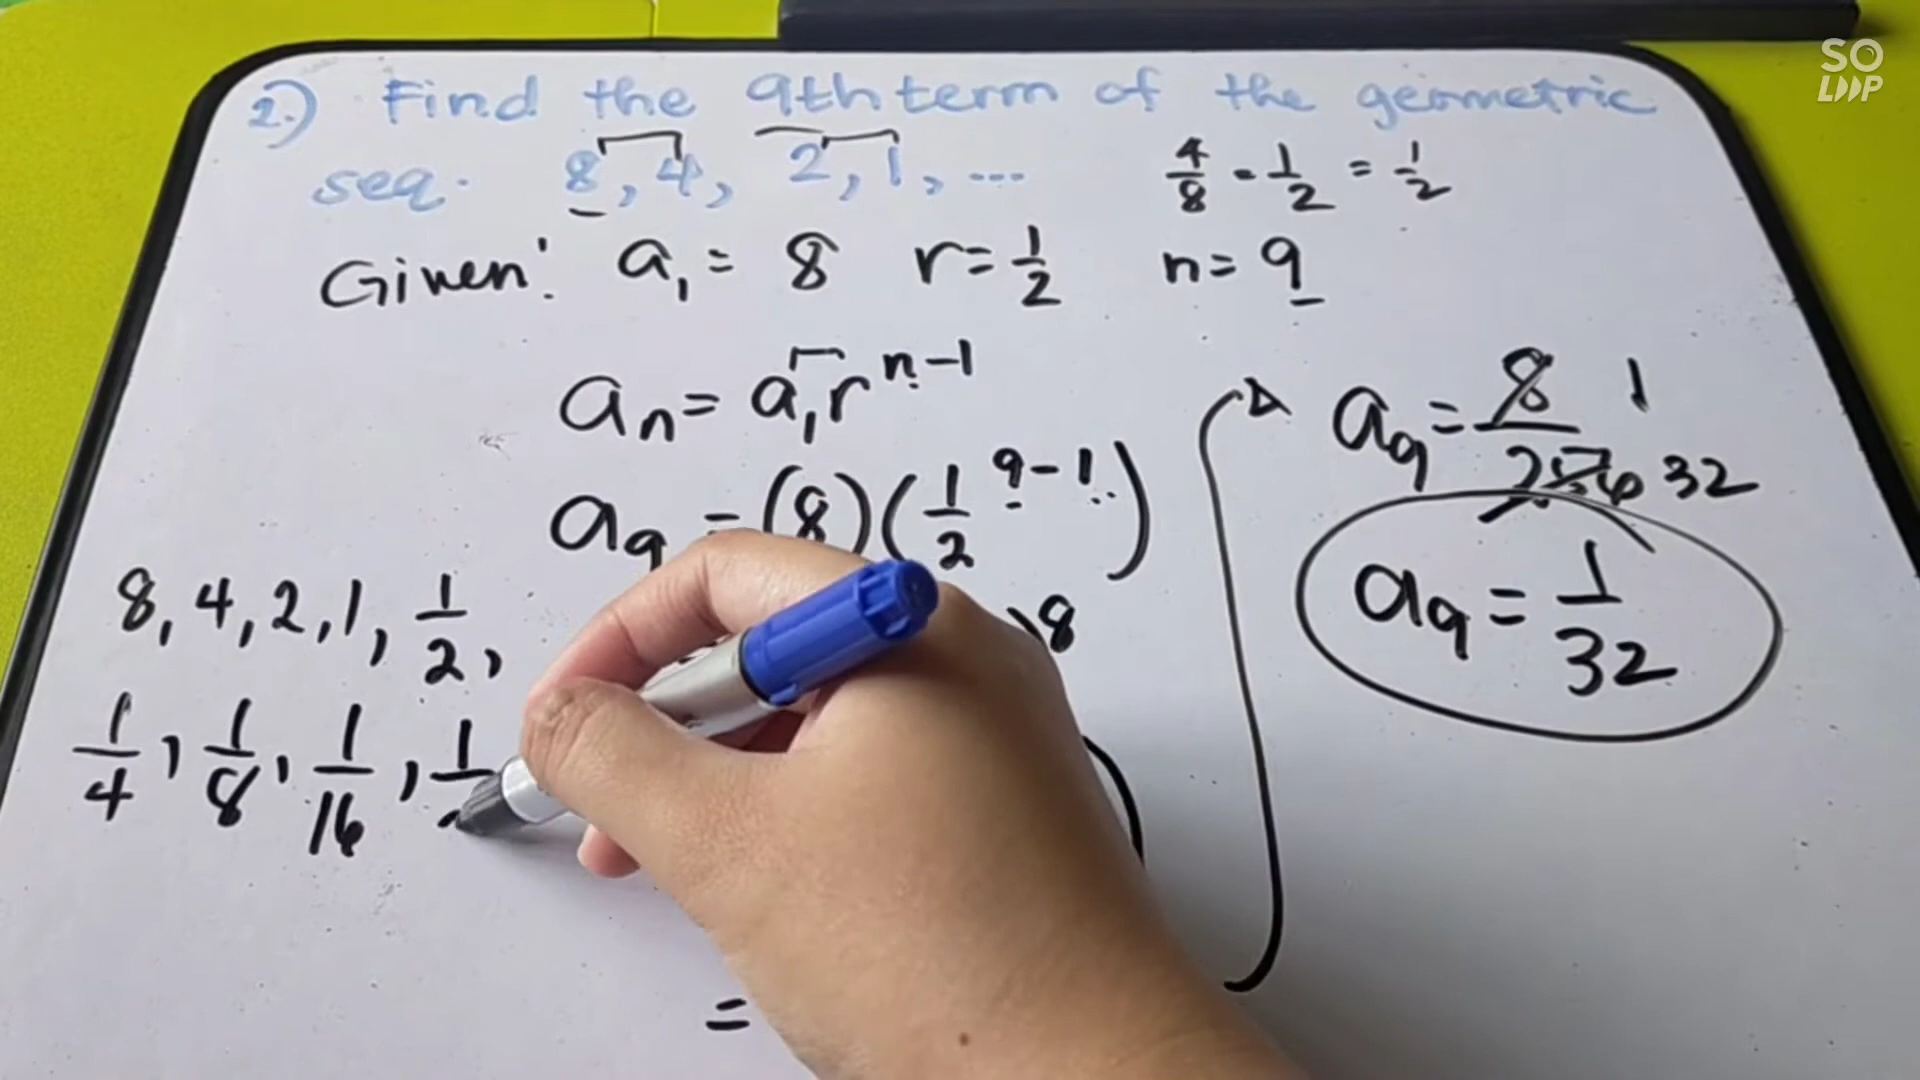 2.) Find the 9th term of the geometric
seq. 8, 4, 2, 1, ...
4/8 = 1/2 = 1/2
Given: a₁ = 8 r = 1/2 n = 9
aₙ = a₁rⁿ⁻¹
a₉ = (8)(1/2 ⁹⁻¹)
)8
8, 4, 2, 1, 1/2,
1/4, 1/8, 1/16, 1/
=
a₉ = 8/256 1/32
a₉ = 1/32
SO
LOOP